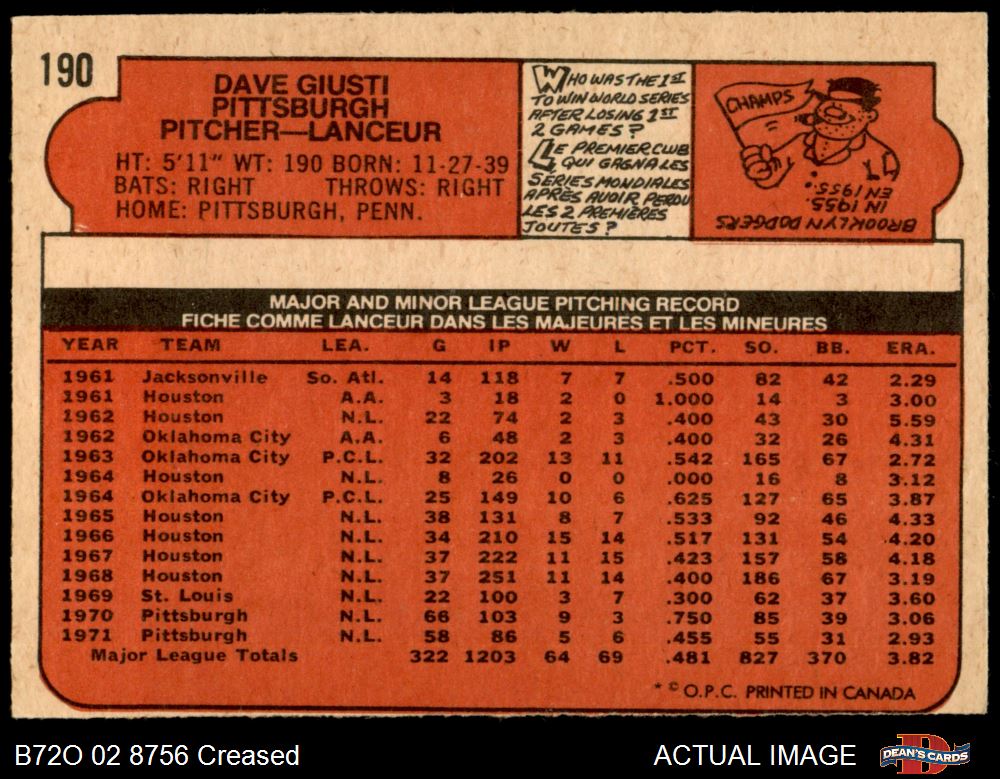 190
DAVE GIUSTI
PITTSBURGH
PITCHER—LANCEUR
HT: 5'11" WT: 190 BORN: 11-27-39
BATS: RIGHT THROWS: RIGHT
HOME: PITTSBURGH, PENN.
WHO WAS THE 1ST
TO WIN WORLD SERIES
AFTER LOSING 1ST
2 GAMES?
LE PREMIER CLUB
QUI GAGNA LES
SÉRIES MONDIALES
APRÈS AVOIR PERDU
LES 2 PREMIÈRES
JOUTES?
CHAMPS
BROOKLYN DODGERS
IN 1955.
EN 1955.
MAJOR AND MINOR LEAGUE PITCHING RECORD
FICHE COMME LANCEUR DANS LES MAJEURES ET LES MINEURES
YEAR TEAM LEA. G IP W L PCT. SO. BB. ERA.
1961 Jacksonville So. Atl. 14 118 7 7 .500 82 42 2.29
1961 Houston A.A. 3 18 2 0 1.000 14 3 3.00
1962 Houston N.L. 22 74 2 3 .400 43 30 5.59
1962 Oklahoma City A.A. 6 48 2 3 .400 32 26 4.31
1963 Oklahoma City P.C.L. 32 202 13 11 .542 165 67 2.72
1964 Houston N.L. 8 26 0 0 .000 16 8 3.12
1964 Oklahoma City P.C.L. 25 149 10 6 .625 127 65 3.87
1965 Houston N.L. 38 131 8 7 .533 92 46 4.33
1966 Houston N.L. 34 210 15 14 .517 131 54 4.20
1967 Houston N.L. 37 222 11 15 .423 157 58 4.18
1968 Houston N.L. 37 251 11 14 .400 186 67 3.19
1969 St. Louis N.L. 22 100 3 7 .300 62 37 3.60
1970 Pittsburgh N.L. 66 103 9 3 .750 85 39 3.06
1971 Pittsburgh N.L. 58 86 5 6 .455 55 31 2.93
Major League Totals 322 1203 64 69 .481 827 370 3.82
* © O.P.C. PRINTED IN CANADA
B72O 02 8756 Creased ACTUAL IMAGE DEAN'S CARDS